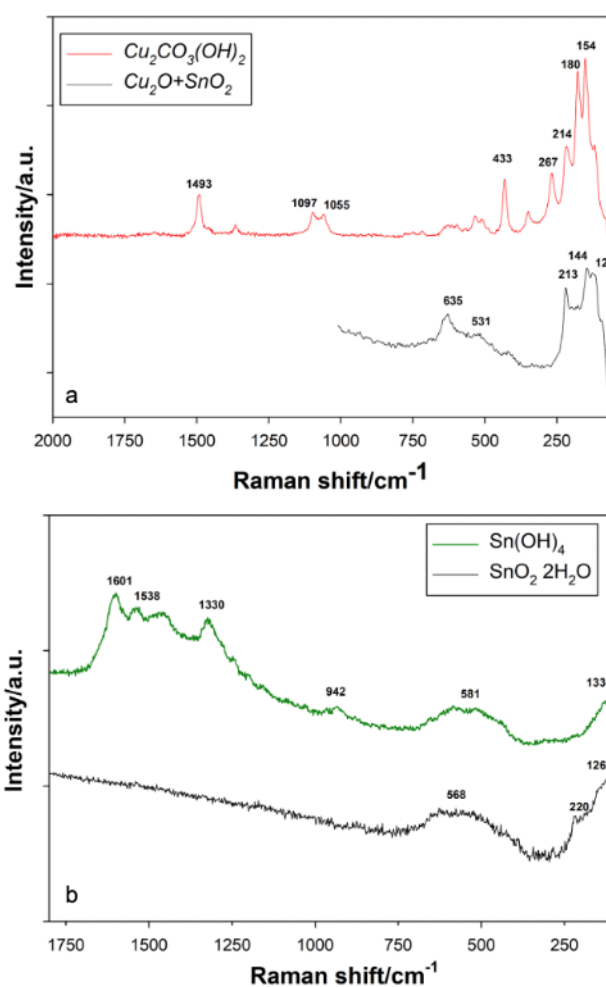 Cu2CO3(OH)2
Cu2O+SnO2
154
180
214
433
267
1493
1097 1055
144
213
635
531
Intensity/a.u.
a
2000 1750 1500 1250 1000 750 500 250
Raman shift/cm-1
Sn(OH)4
SnO2 2H2O
1601
1538
1330
942
581
133
126
568
220
Intensity/a.u.
b
1750 1500 1250 1000 750 500 250
Raman shift/cm-1